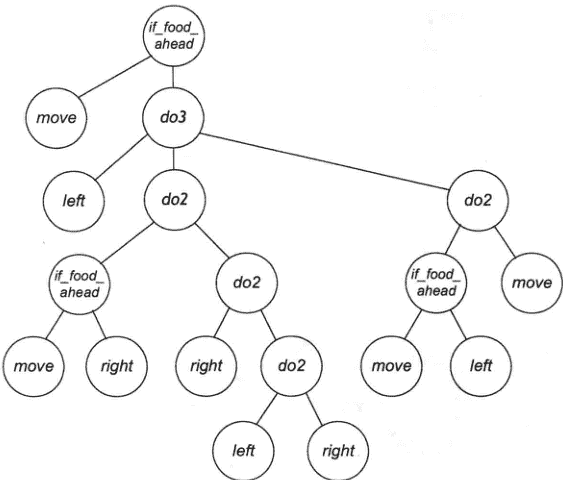 if_food_
ahead
move
do3
left
do2
do2
if_food_
ahead
do2
if_food_
ahead
move
move
right
right
do2
move
left
left
right